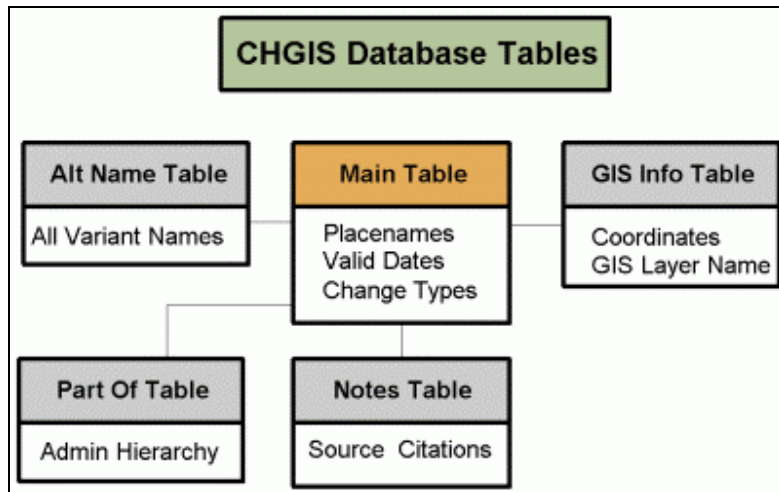 CHGIS Database Tables
Alt Name Table
All Variant Names
Main Table
Placenames
Valid Dates
Change Types
GIS Info Table
Coordinates
GIS Layer Name
Part Of Table
Admin Hierarchy
Notes Table
Source Citations